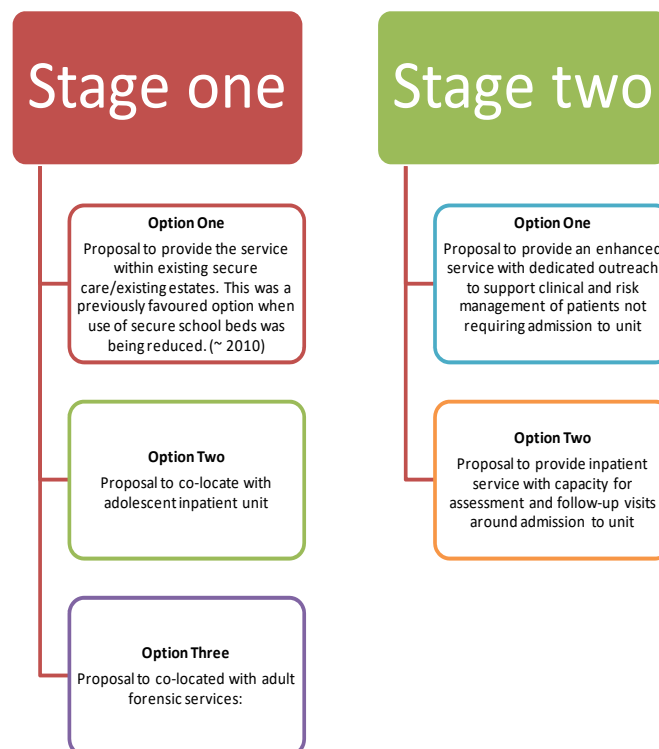 Stage one
Option One
Proposal to provide the service
within existing secure
care/existing estates. This was a
previously favoured option when
use of secure school beds was
being reduced. (~ 2010)
Option Two
Proposal to co-locate with
adolescent inpatient unit
Option Three
Proposal to co-located with adult
forensic services:
Stage two
Option One
Proposal to provide an enhanced
service with dedicated outreach
to support clinical and risk
management of patients not
requiring admission to unit
Option Two
Proposal to provide inpatient
service with capacity for
assessment and follow-up visits
around admission to unit